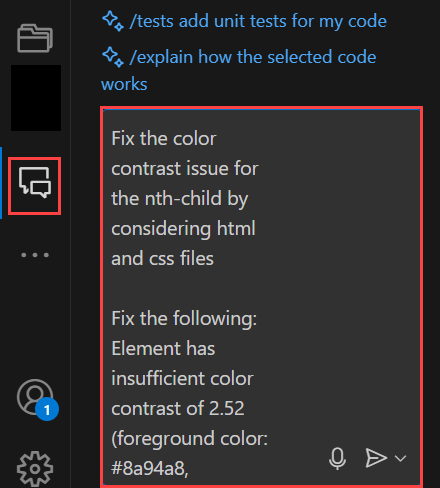 /tests add unit tests for my code
/explain how the selected code
works
Fix the color
contrast issue for
the nth-child by
considering html
and css files
Fix the following:
Element has
insufficient color
contrast of 2.52
(foreground color:
#8a94a8,
1